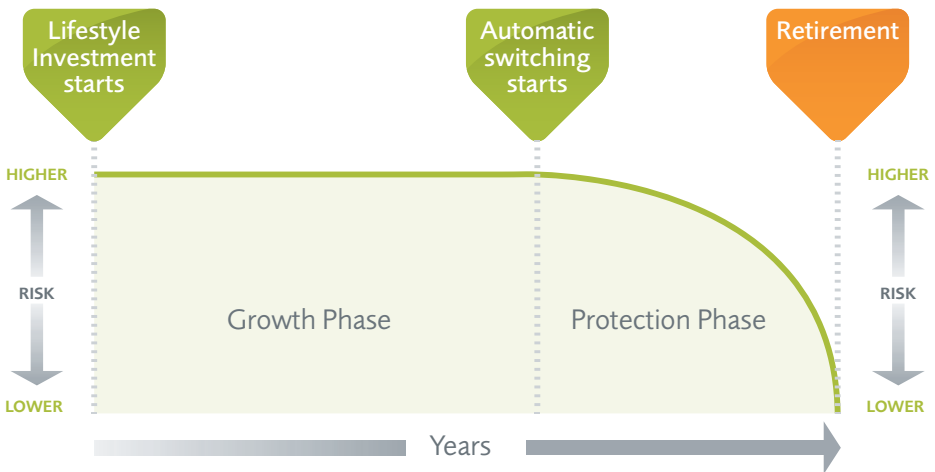 Lifestyle
Investment
starts
Automatic
switching
starts
Retirement
HIGHER
HIGHER
RISK
RISK
Growth Phase
Protection Phase
LOWER
LOWER
Years